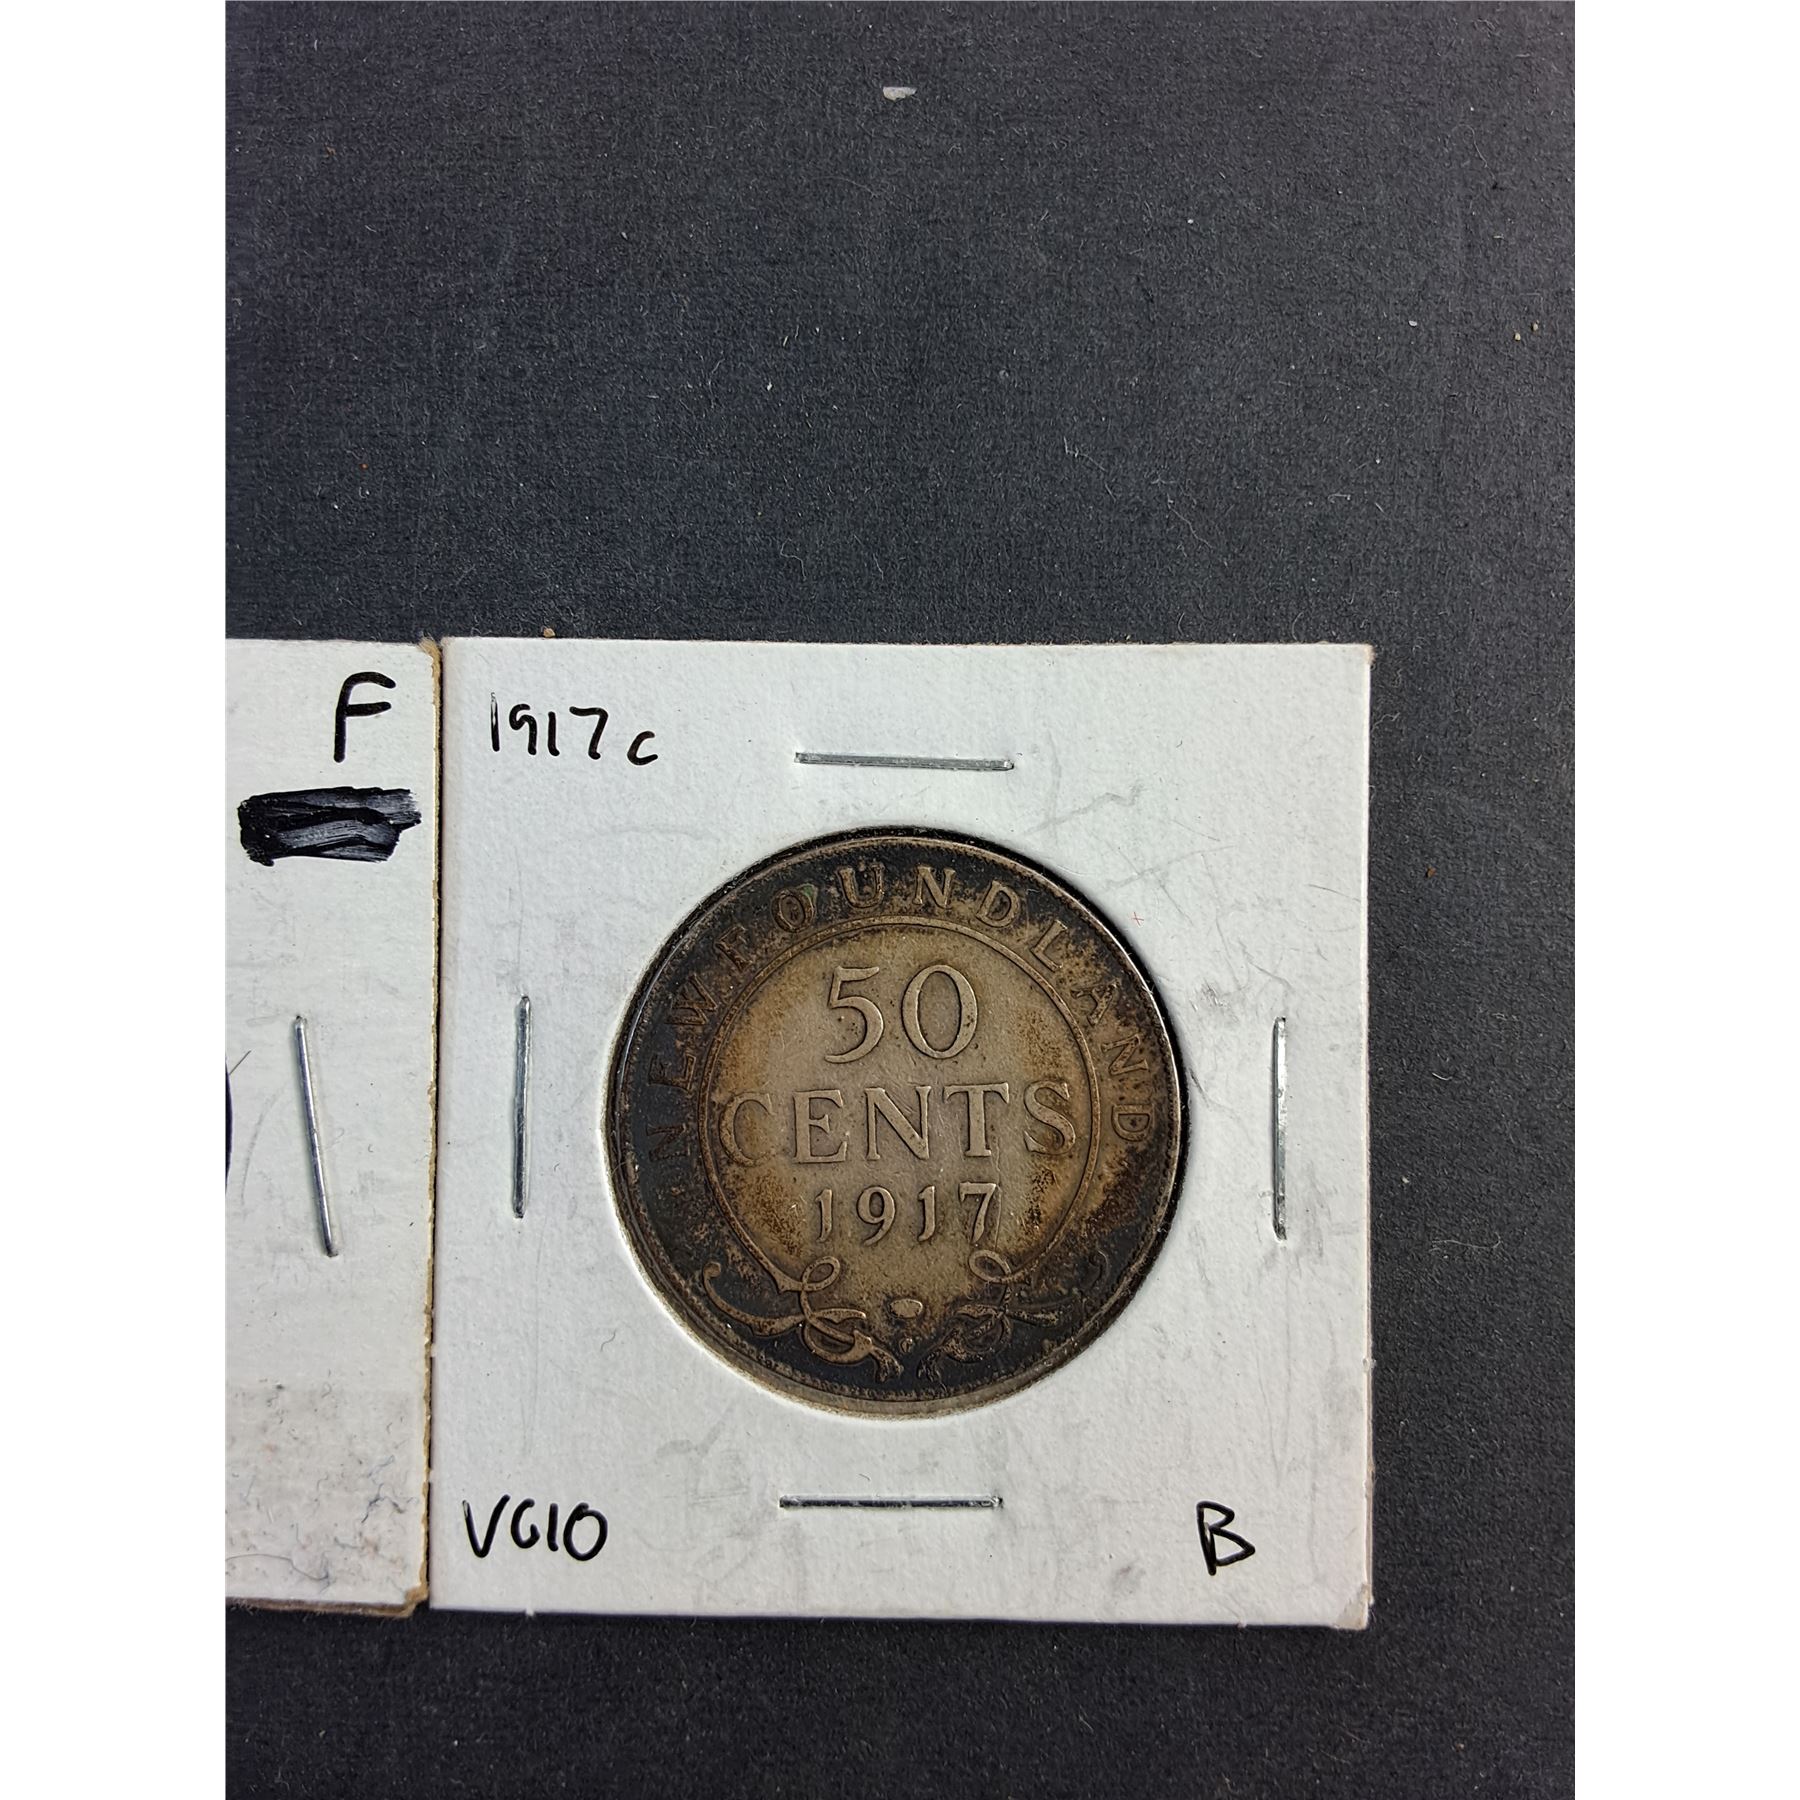 F
1917c
NEWFOUNDLAND
50
CENTS
1917
VG10
B